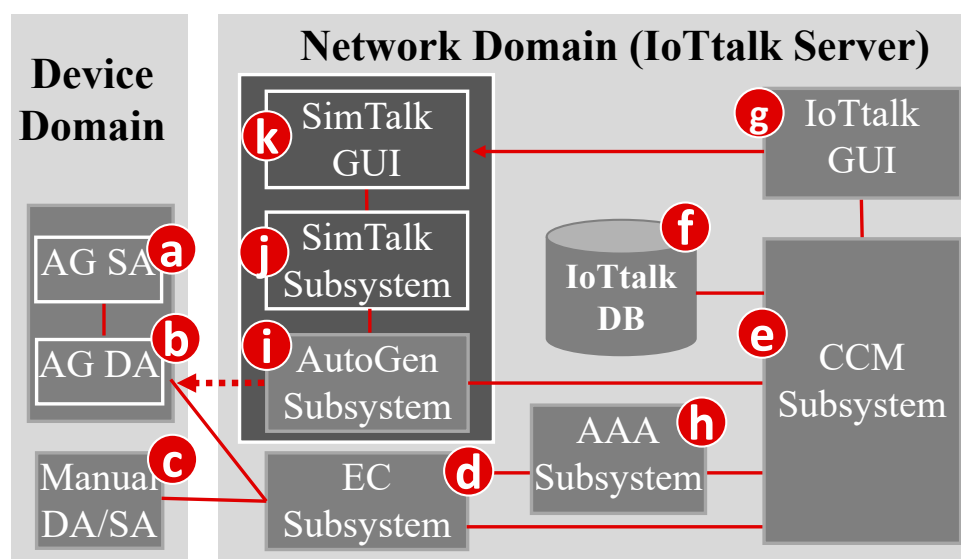 Network Domain (IoTtalk Server)
Device
Domain
k
SimTalk
GUI
g
IoTtalk
GUI
a
AG SA
j
SimTalk
Subsystem
f
IoTtalk
DB
b
AG DA
i
AutoGen
Subsystem
e
CCM
Subsystem
c
Manual
DA/SA
d
EC
Subsystem
h
AAA
Subsystem